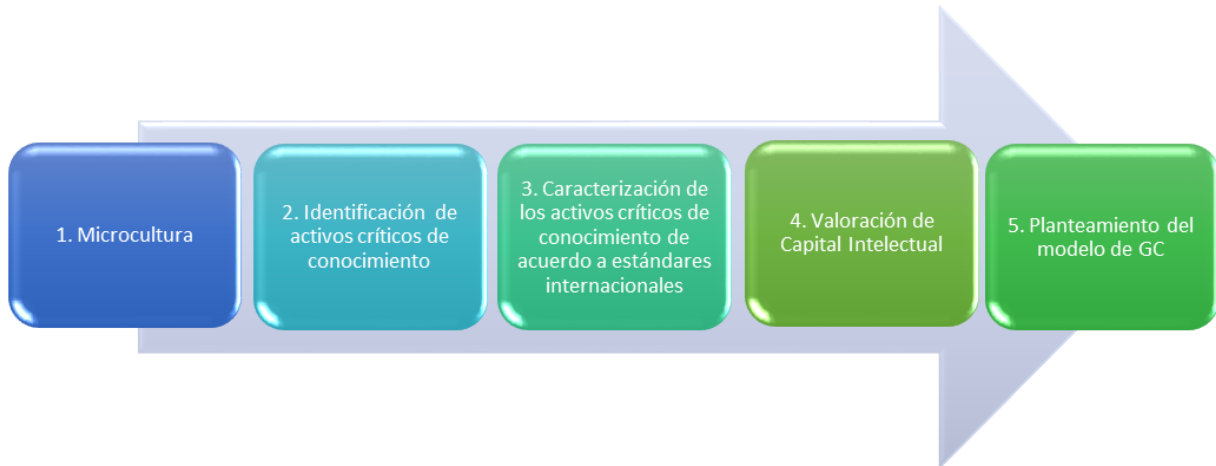 1. Microcultura
2. Identificación de
activos críticos de
conocimiento
3. Caracterización de
los activos críticos de
conocimiento de
acuerdo a estándares
internacionales
4. Valoración de
Capital Intelectual
5. Planteamiento del
modelo de GC